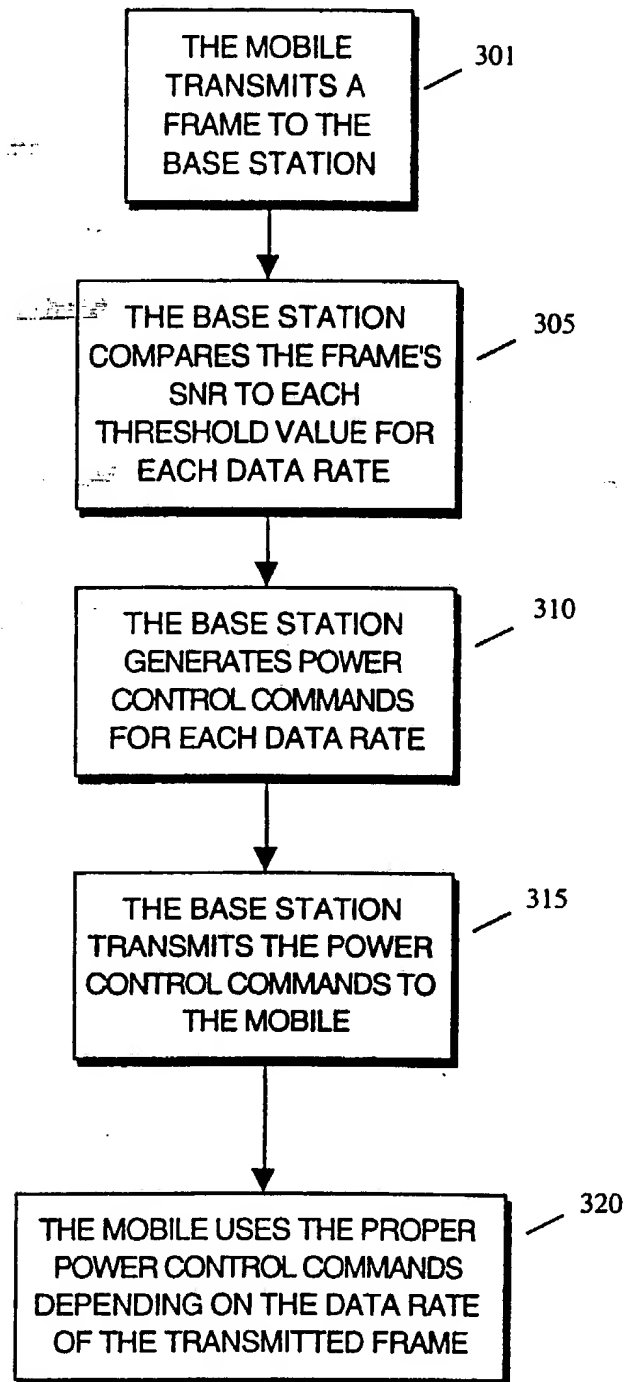 THE MOBILE
TRANSMITS A
FRAME TO THE
BASE STATION
301
THE BASE STATION
COMPARES THE FRAME'S
SNR TO EACH
THRESHOLD VALUE FOR
EACH DATA RATE
305
THE BASE STATION
GENERATES POWER
CONTROL COMMANDS
FOR EACH DATA RATE
310
THE BASE STATION
TRANSMITS THE POWER
CONTROL COMMANDS TO
THE MOBILE
315
THE MOBILE USES THE PROPER
POWER CONTROL COMMANDS
DEPENDING ON THE DATA RATE
OF THE TRANSMITTED FRAME
320